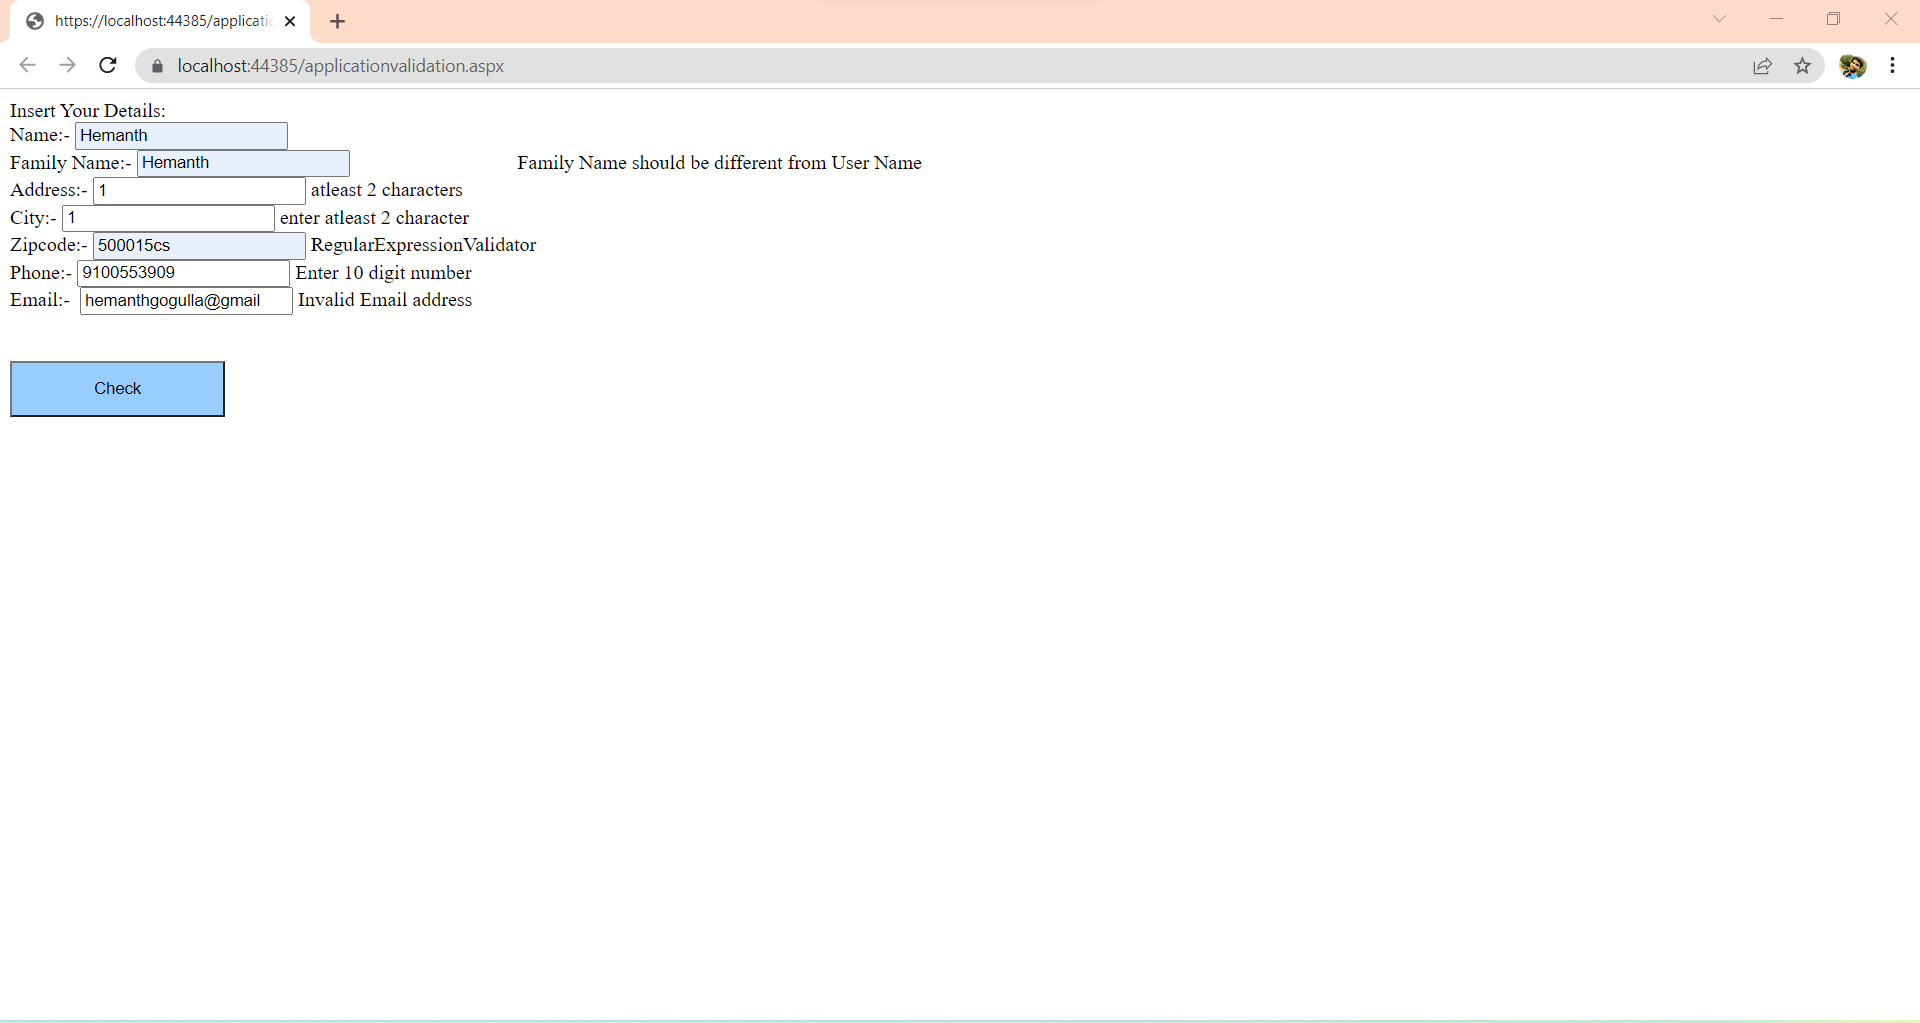 https://localhost:44385/applicatic
localhost:44385/applicationvalidation.aspx
Insert Your Details:
Name:- Hemanth
Family Name:- Hemanth Family Name should be different from User Name
Address:- 1 atleast 2 characters
City:- 1 enter atleast 2 character
Zipcode:- 500015cs RegularExpressionValidator
Phone:- 9100553909 Enter 10 digit number
Email:- hemanthgogulla@gmail Invalid Email address
Check